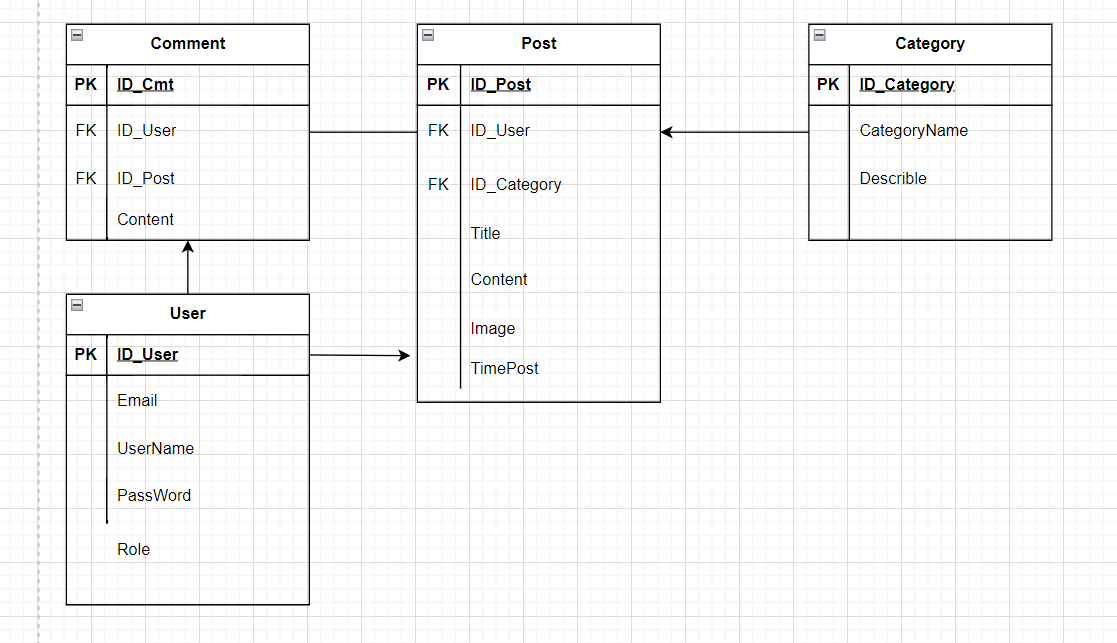 Comment
PK ID_Cmt
FK ID_User
FK ID_Post
Content
Post
PK ID_Post
FK ID_User
FK ID_Category
Title
Content
Image
TimePost
Category
PK ID_Category
CategoryName
Describle
User
PK ID_User
Email
UserName
PassWord
Role